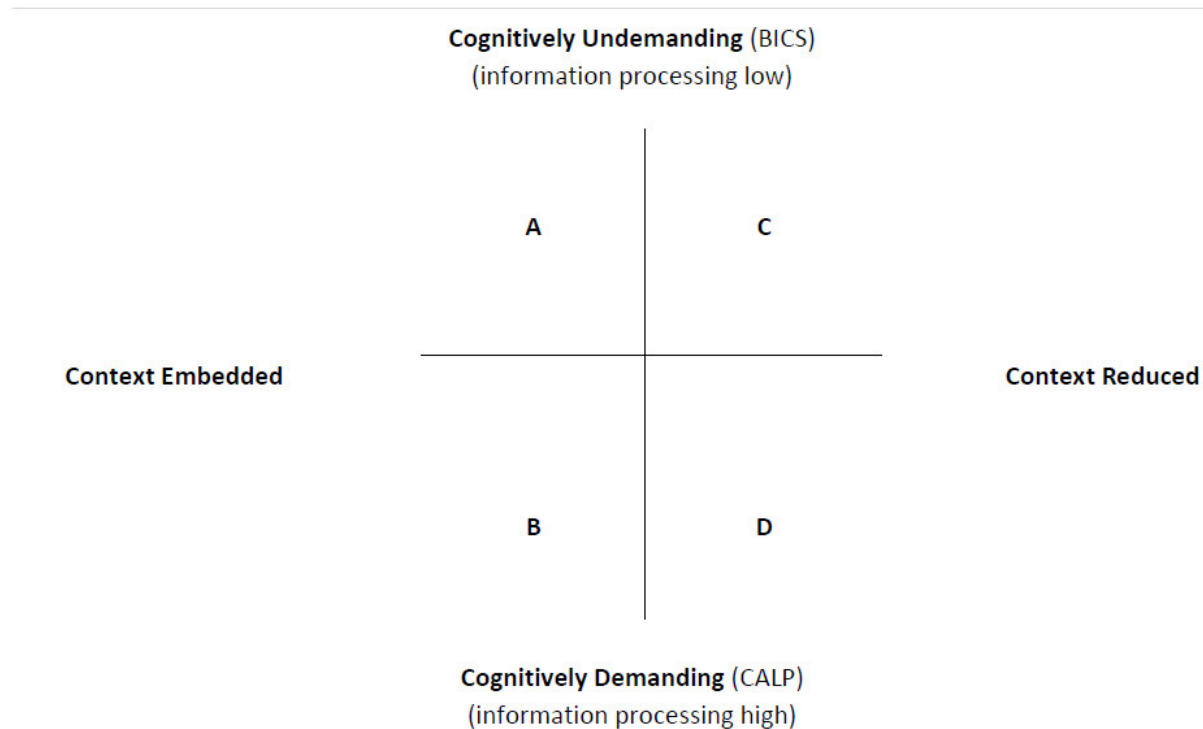 Cognitively Undemanding (BICS)
(information processing low)
A
C
Context Embedded
Context Reduced
B
D
Cognitively Demanding (CALP)
(information processing high)